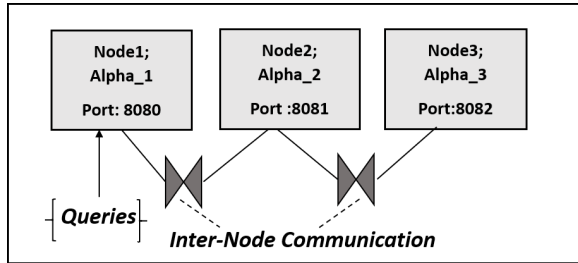 Node1;
Alpha_1
Port: 8080
Node2;
Alpha_2
Port :8081
Node3;
Alpha_3
Port:8082
Queries
Inter-Node Communication